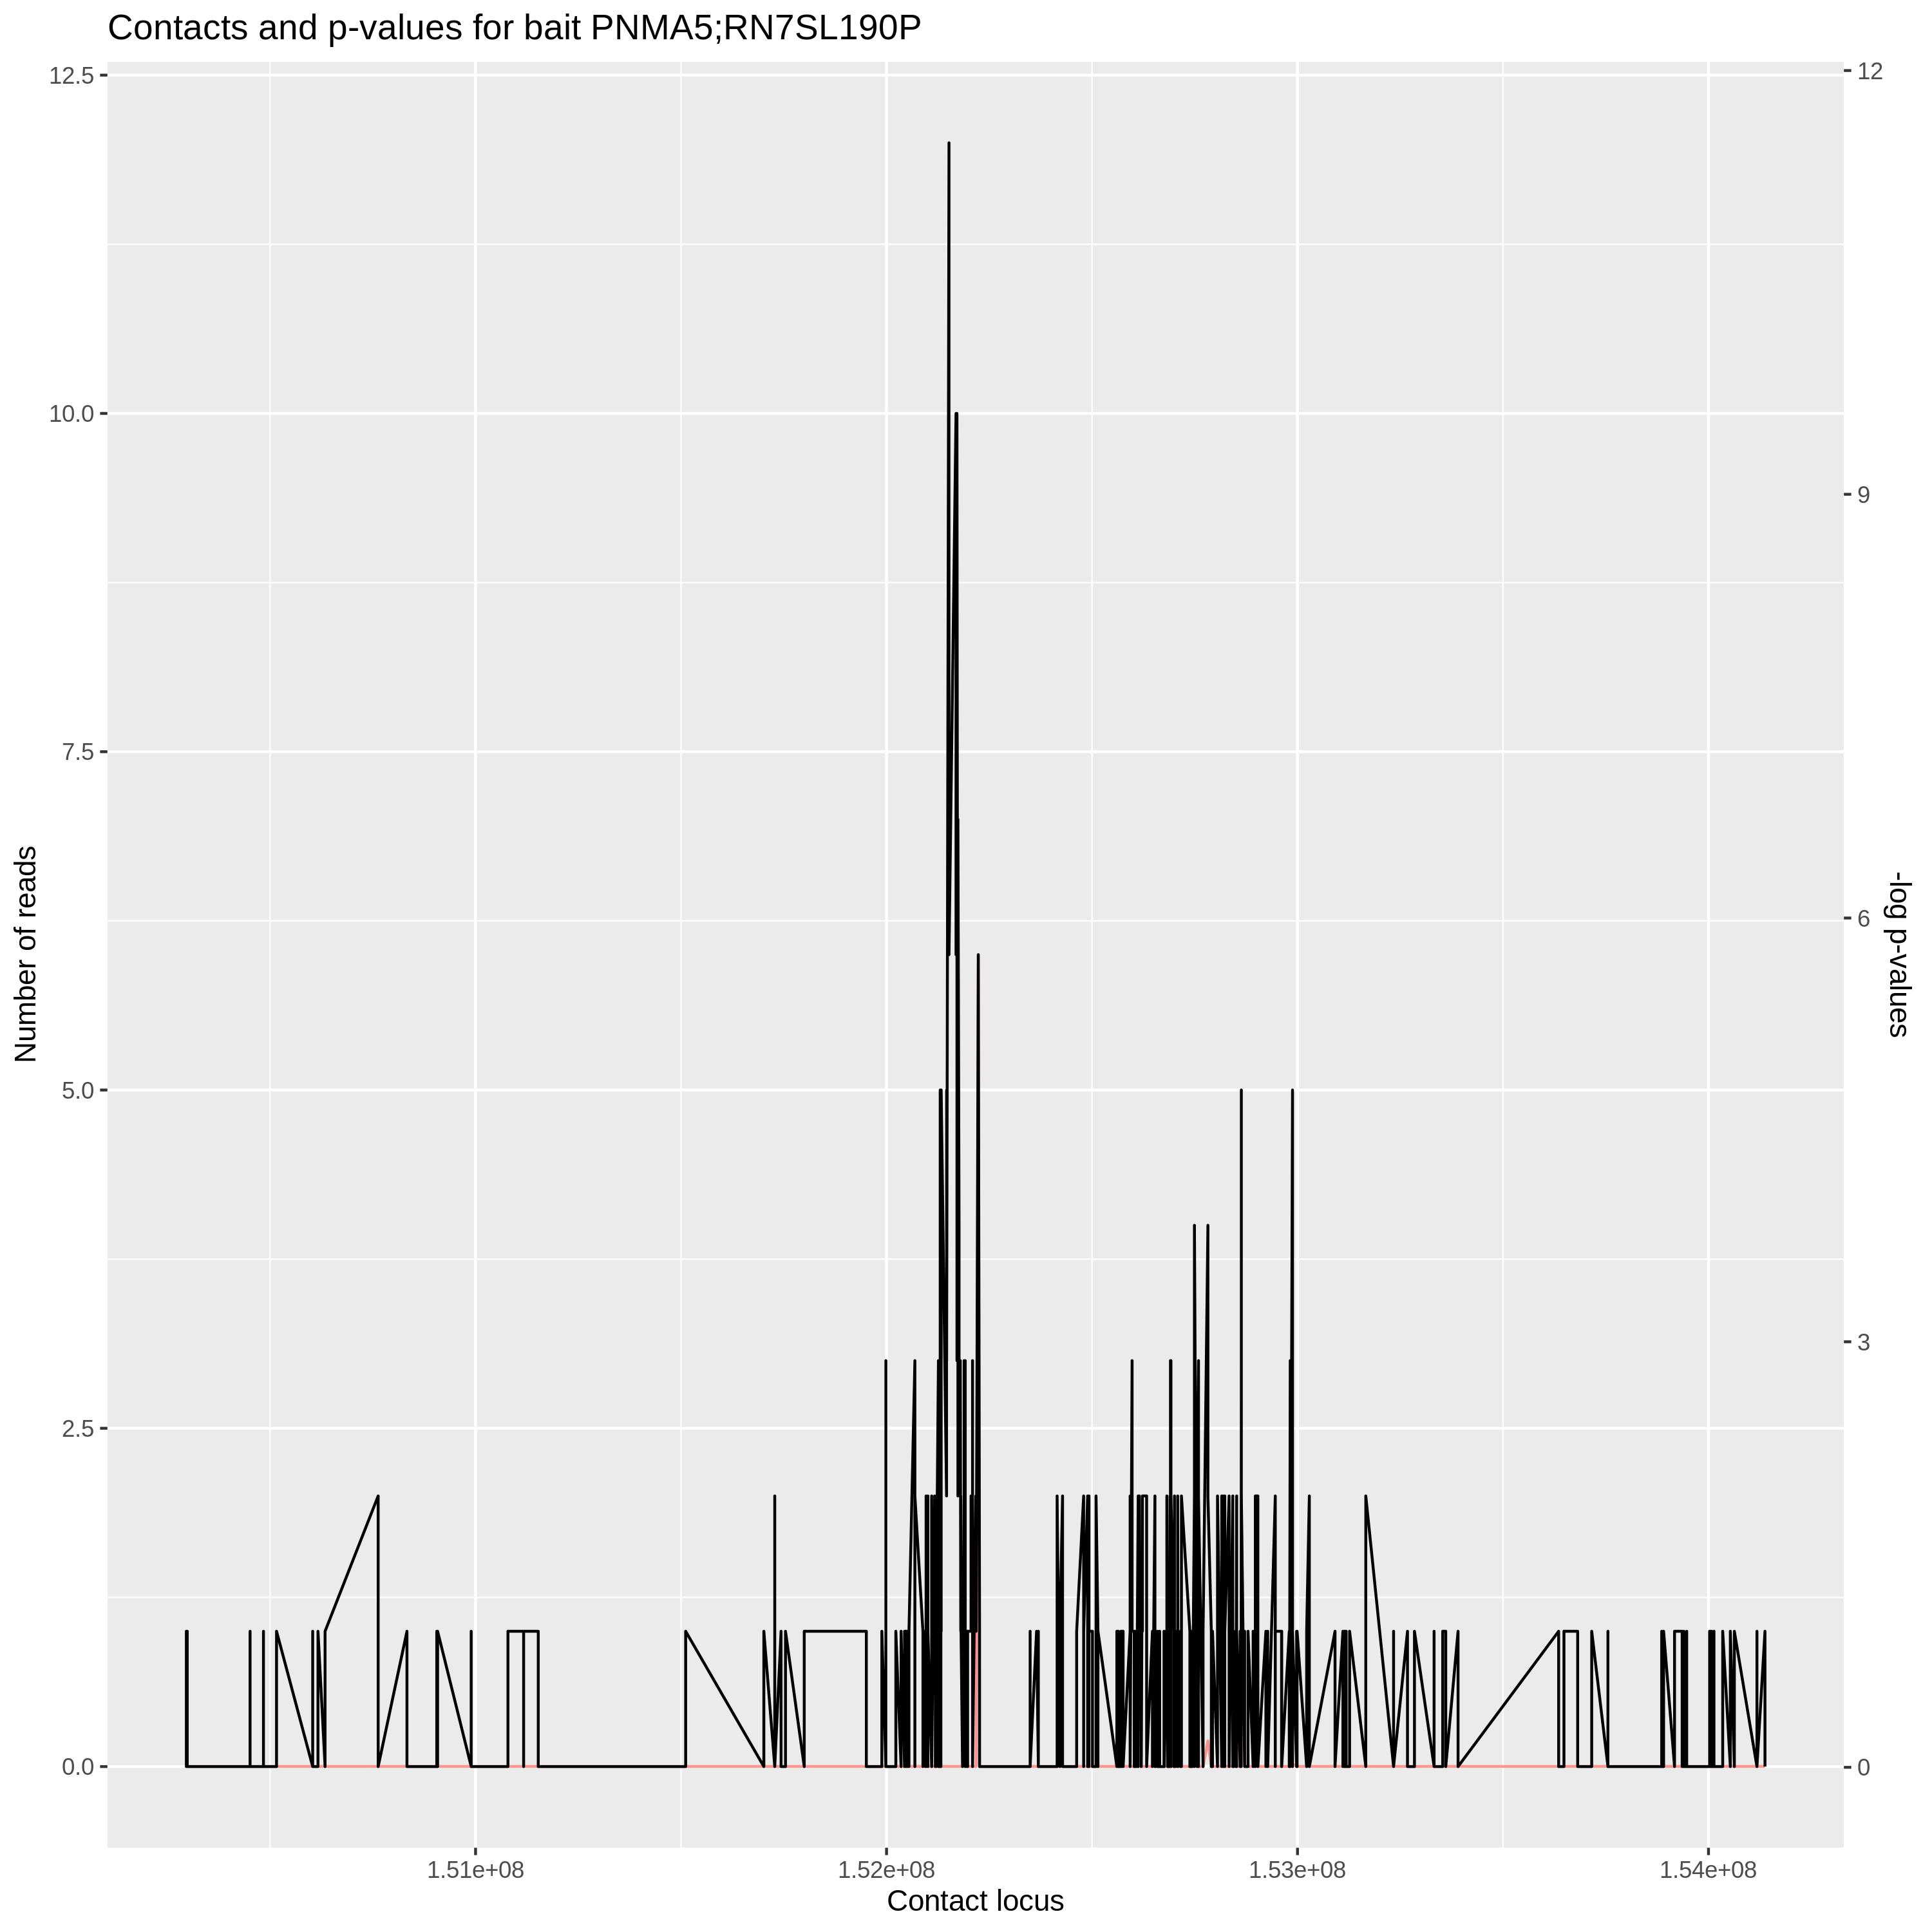 Contacts and p-values for bait PNMA5;RN7SL190P
12.5
10.0
7.5
5.0
2.5
0.0
Number of reads
12
9
6
3
0
-log p-values
1.51e+08
1.52e+08
1.53e+08
1.54e+08
Contact locus